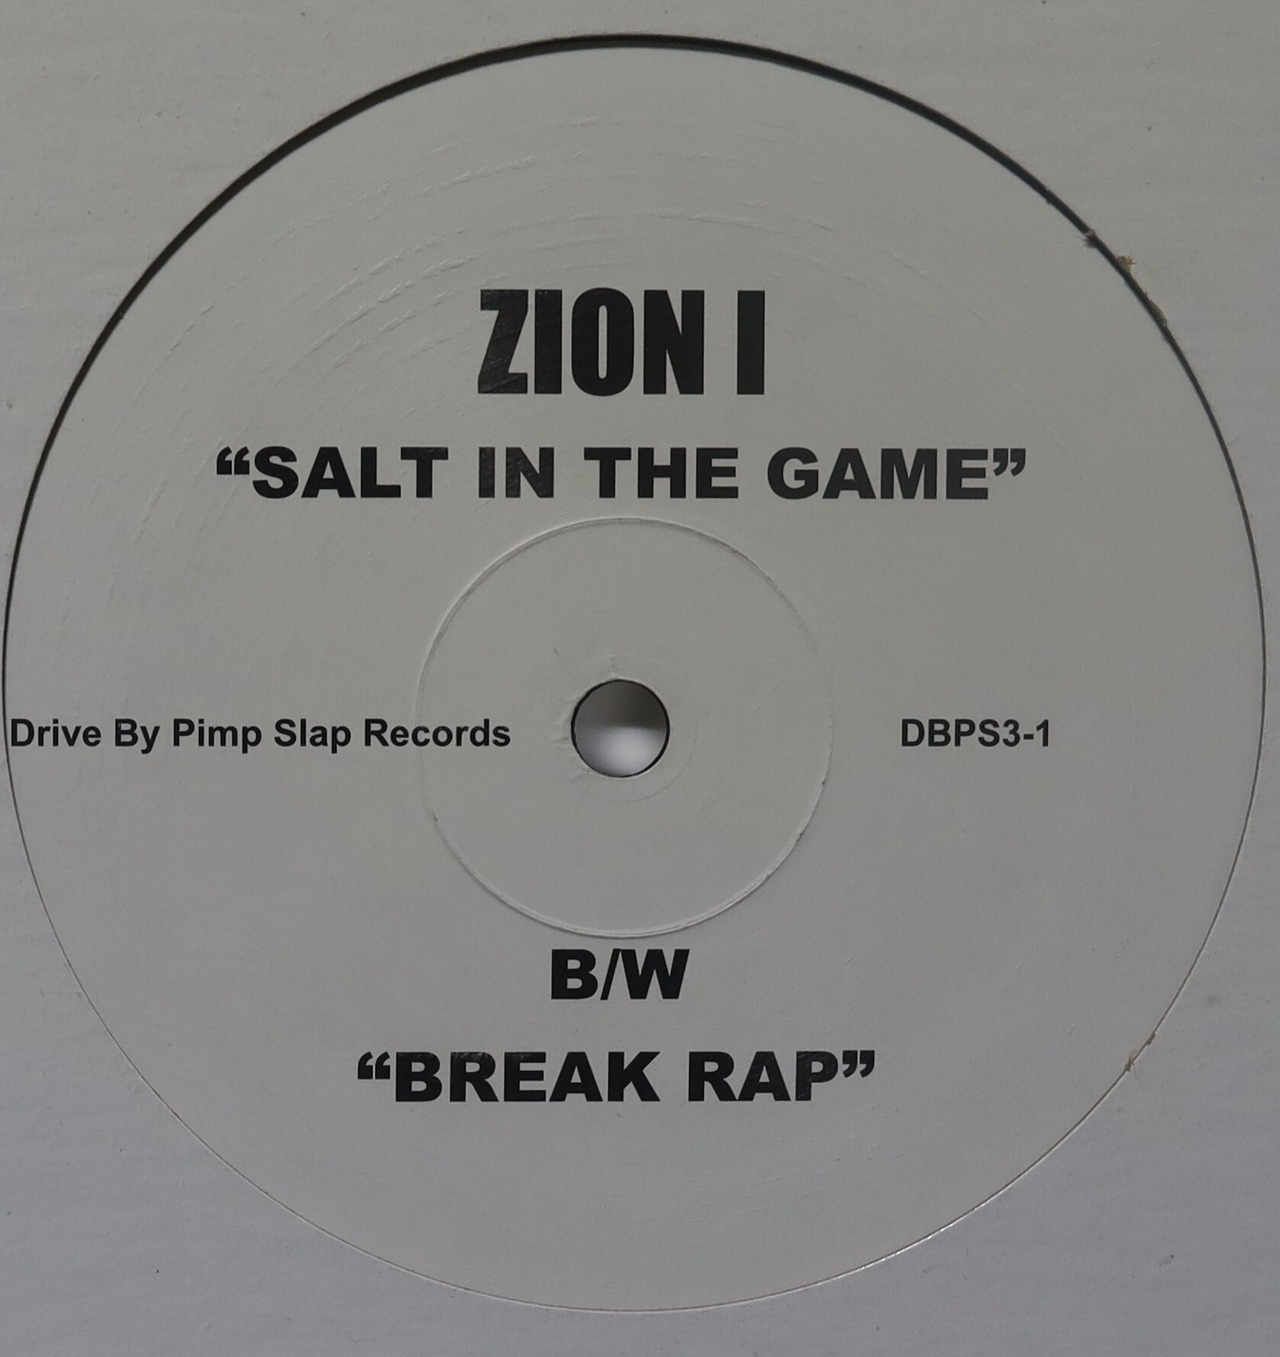 ZION I
“SALT IN THE GAME”
Drive By Pimp Slap Records DBPS3-1
B/W
“BREAK RAP”